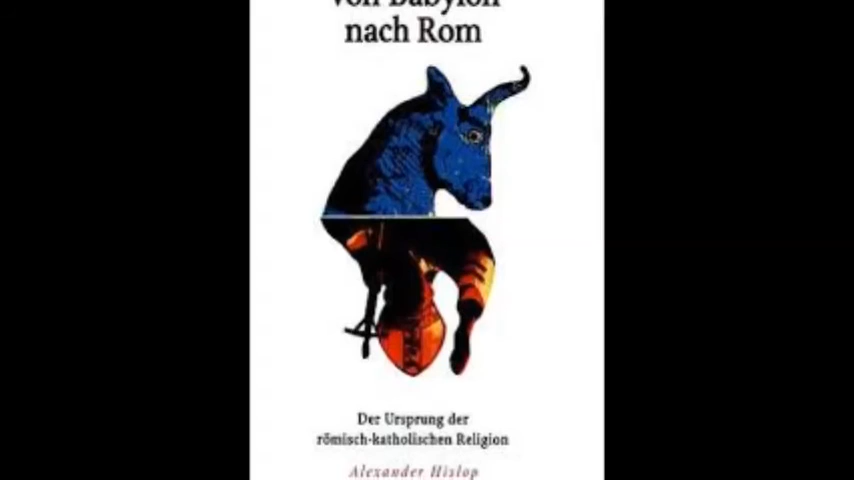 von Babylon
nach Rom
Der Ursprung der
römisch-katholischen Religion
Alexander Hislop